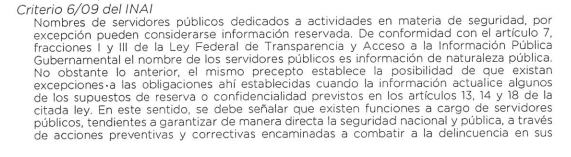 Criterio 6/09 del INAI
Nombres de servidores públicos dedicados a actividades en materia de seguridad, por
excepción pueden considerarse información reservada. De conformidad con el artículo 7,
fracciones I y III de la Ley Federal de Transparencia y Acceso a la Información Pública
Gubernamental el nombre de los servidores públicos es información de naturaleza pública.
No obstante lo anterior, el mismo precepto establece la posibilidad de que existan
excepciones a las obligaciones ahí establecidas cuando la información actualice algunos
de los supuestos de reserva o confidencialidad previstos en los artículos 13, 14 y 18 de la
citada ley. En este sentido, se debe señalar que existen funciones a cargo de servidores
públicos, tendientes a garantizar de manera directa la seguridad nacional y pública, a través
de acciones preventivas y correctivas encaminadas a combatir a la delincuencia en sus